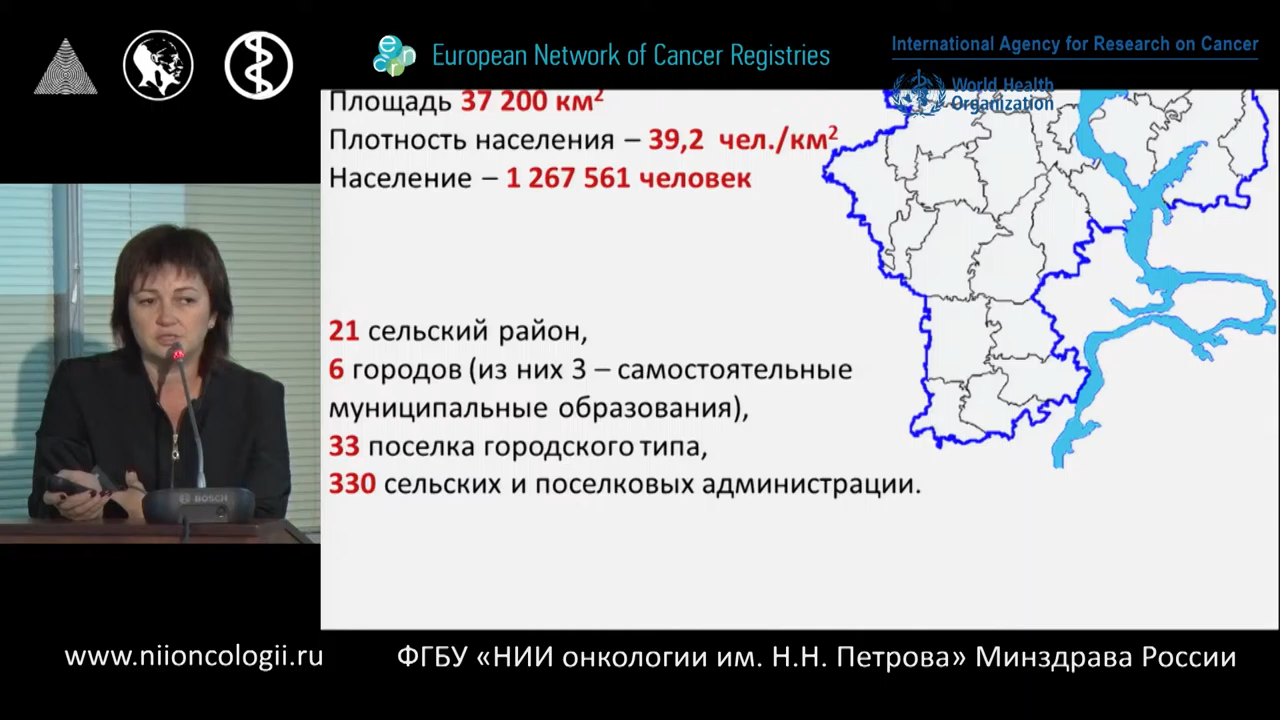 European Network of Cancer Registries
International Agency for Research on Cancer
World Health
Organization
Площадь 37 200 км²
Плотность населения – 39,2 чел./км²
Население – 1 267 561 человек
21 сельский район,
6 городов (из них 3 – самостоятельные
муниципальные образования),
33 поселка городского типа,
330 сельских и поселковых администрации.
BOSCH
www.niioncologii.ru
ФГБУ «НИИ онкологии им. Н.Н. Петрова» Минздрава России